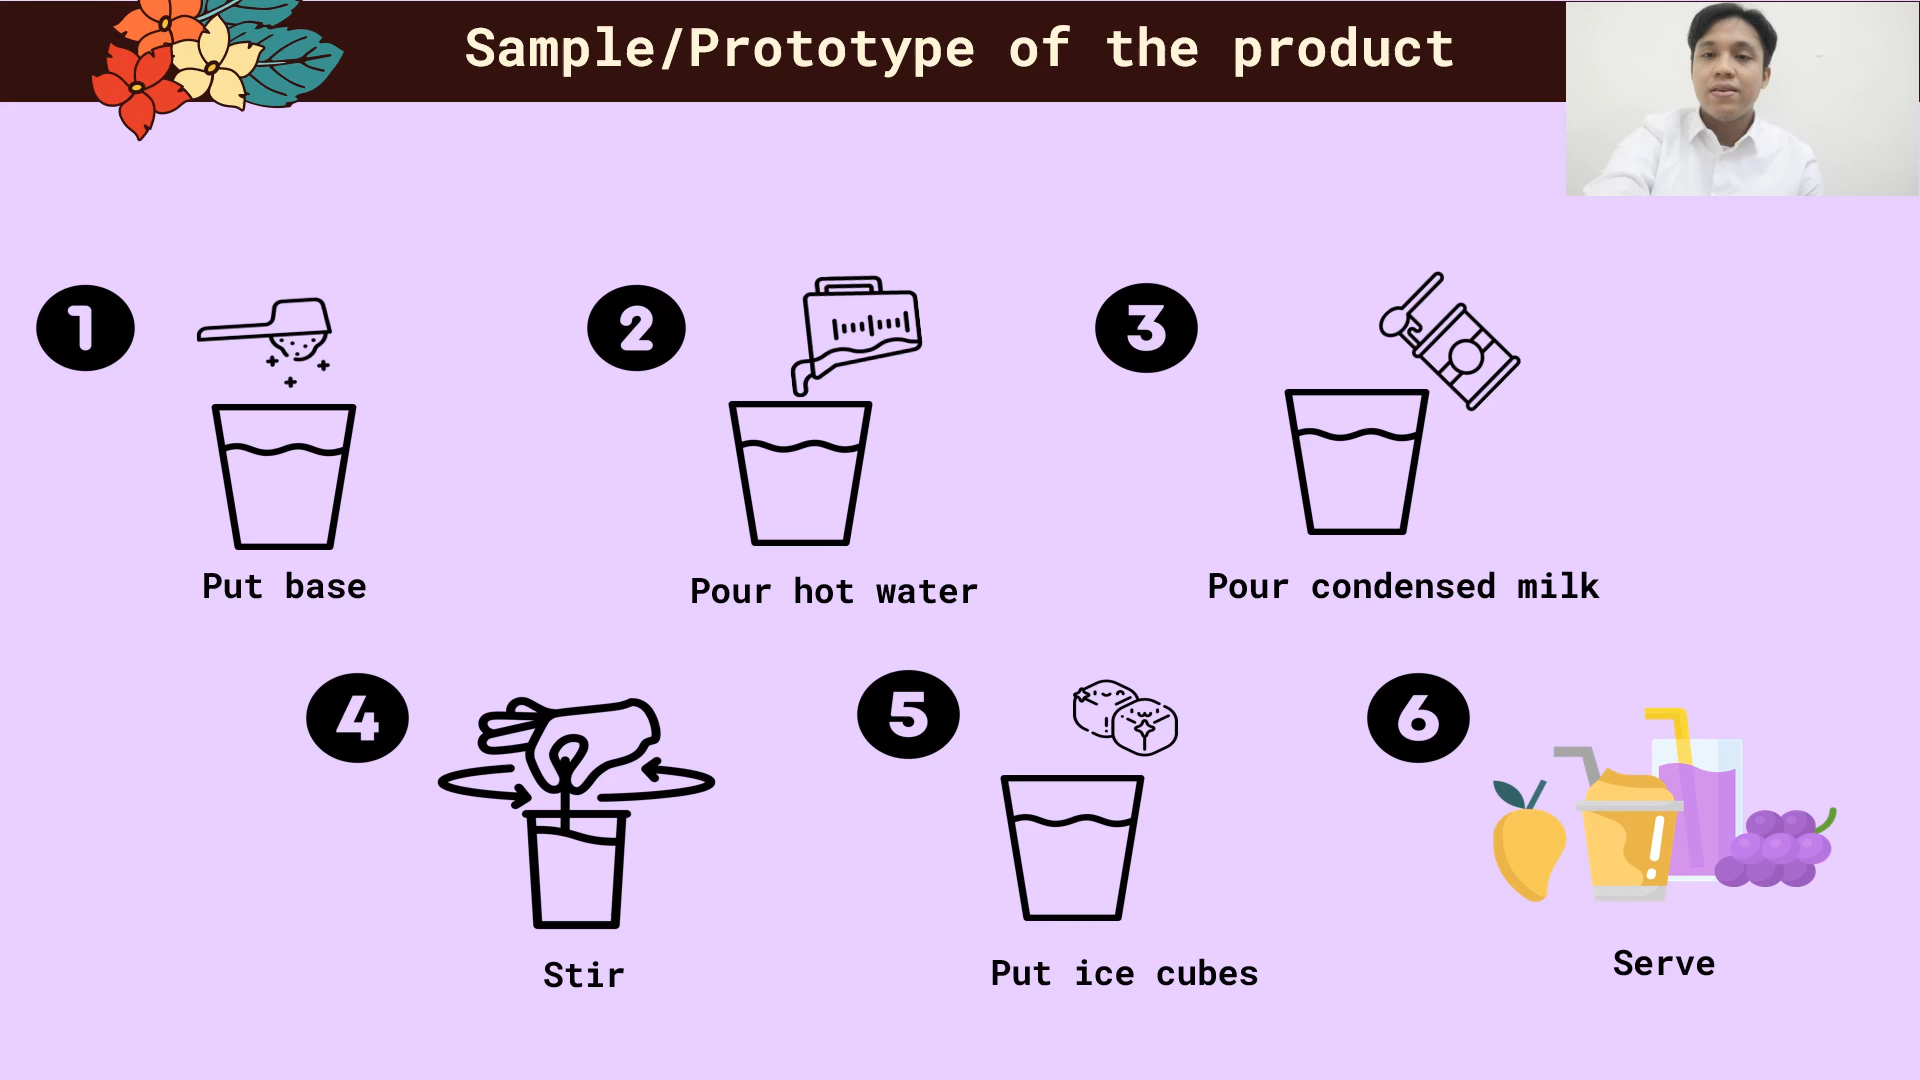 Sample/Prototype of the product
1
Put base
2
Pour hot water
3
Pour condensed milk
4
Stir
5
Put ice cubes
6
Serve